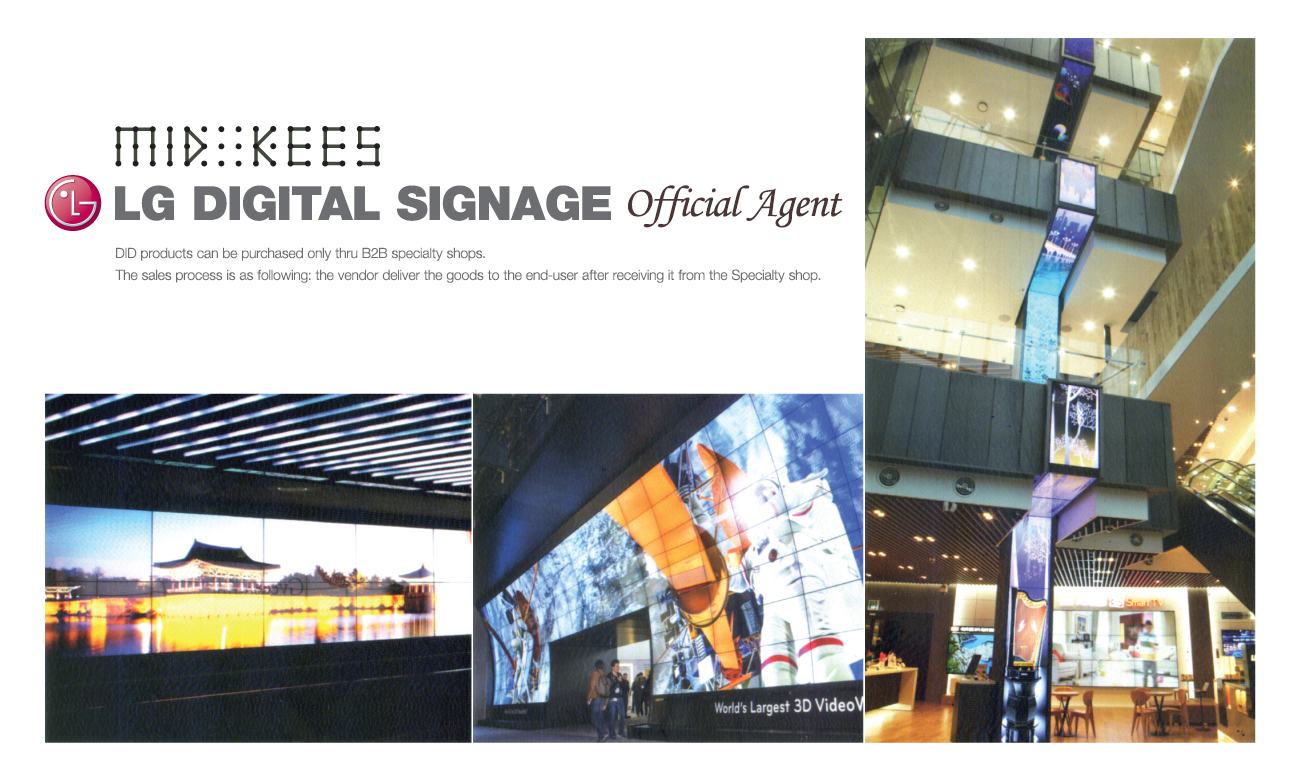 MID::KEES
LG DIGITAL SIGNAGE Official Agent
DID products can be purchased only thru B2B specialty shops.
The sales process is as following: the vendor deliver the goods to the end-user after receiving it from the Specialty shop.
World's Largest 3D VideoV